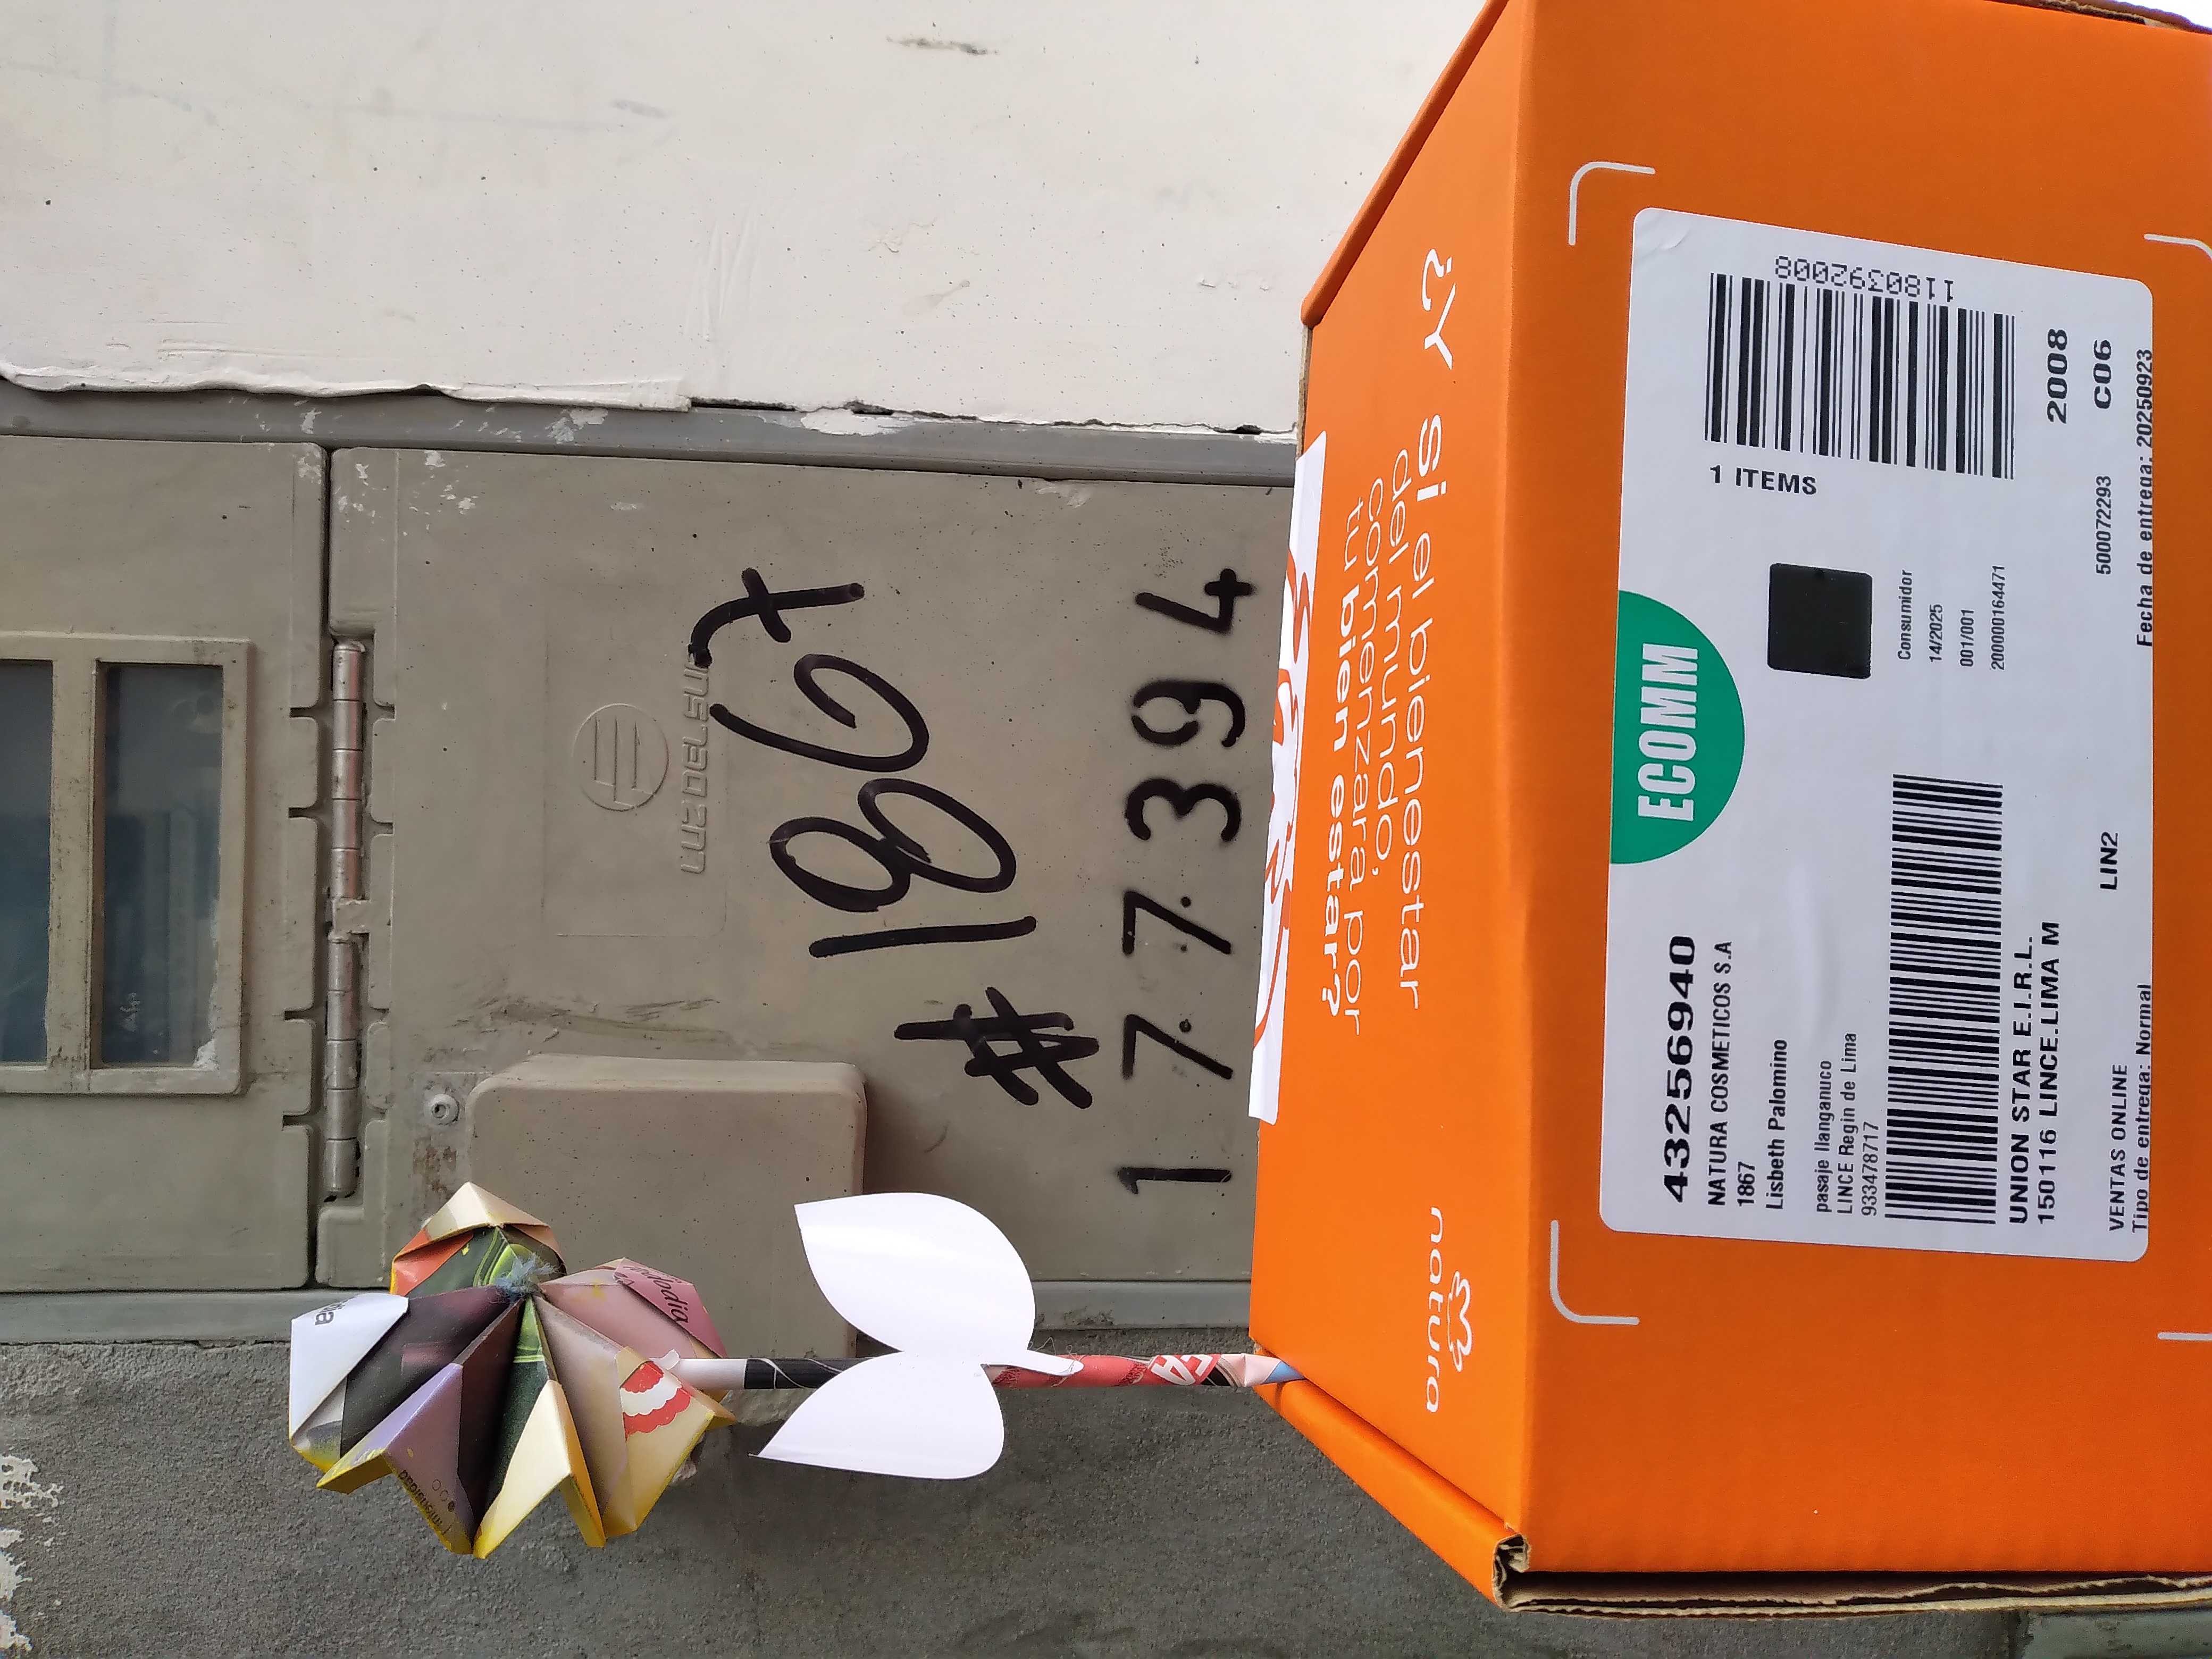 #1867
177394
inselec
¿Y si el bienestar
del mundo,
comenzara por
tu bien estar?
natura
ECOMM
43256940
NATURA COSMETICOS S.A
1867
Lisbeth Palomino
pasaje llanganuco
LINCE Regin de Lima
933478717
UNION STAR E.I.R.L.
150116 LINCE.LIMA M
LIN2
VENTAS ONLINE
Tipo de entrega: Normal
1 ITEMS
1180392008
Consumidor
14/2025
001/001
2000000164471
2008
C06
500072293
Fecha de entrega: 20250923